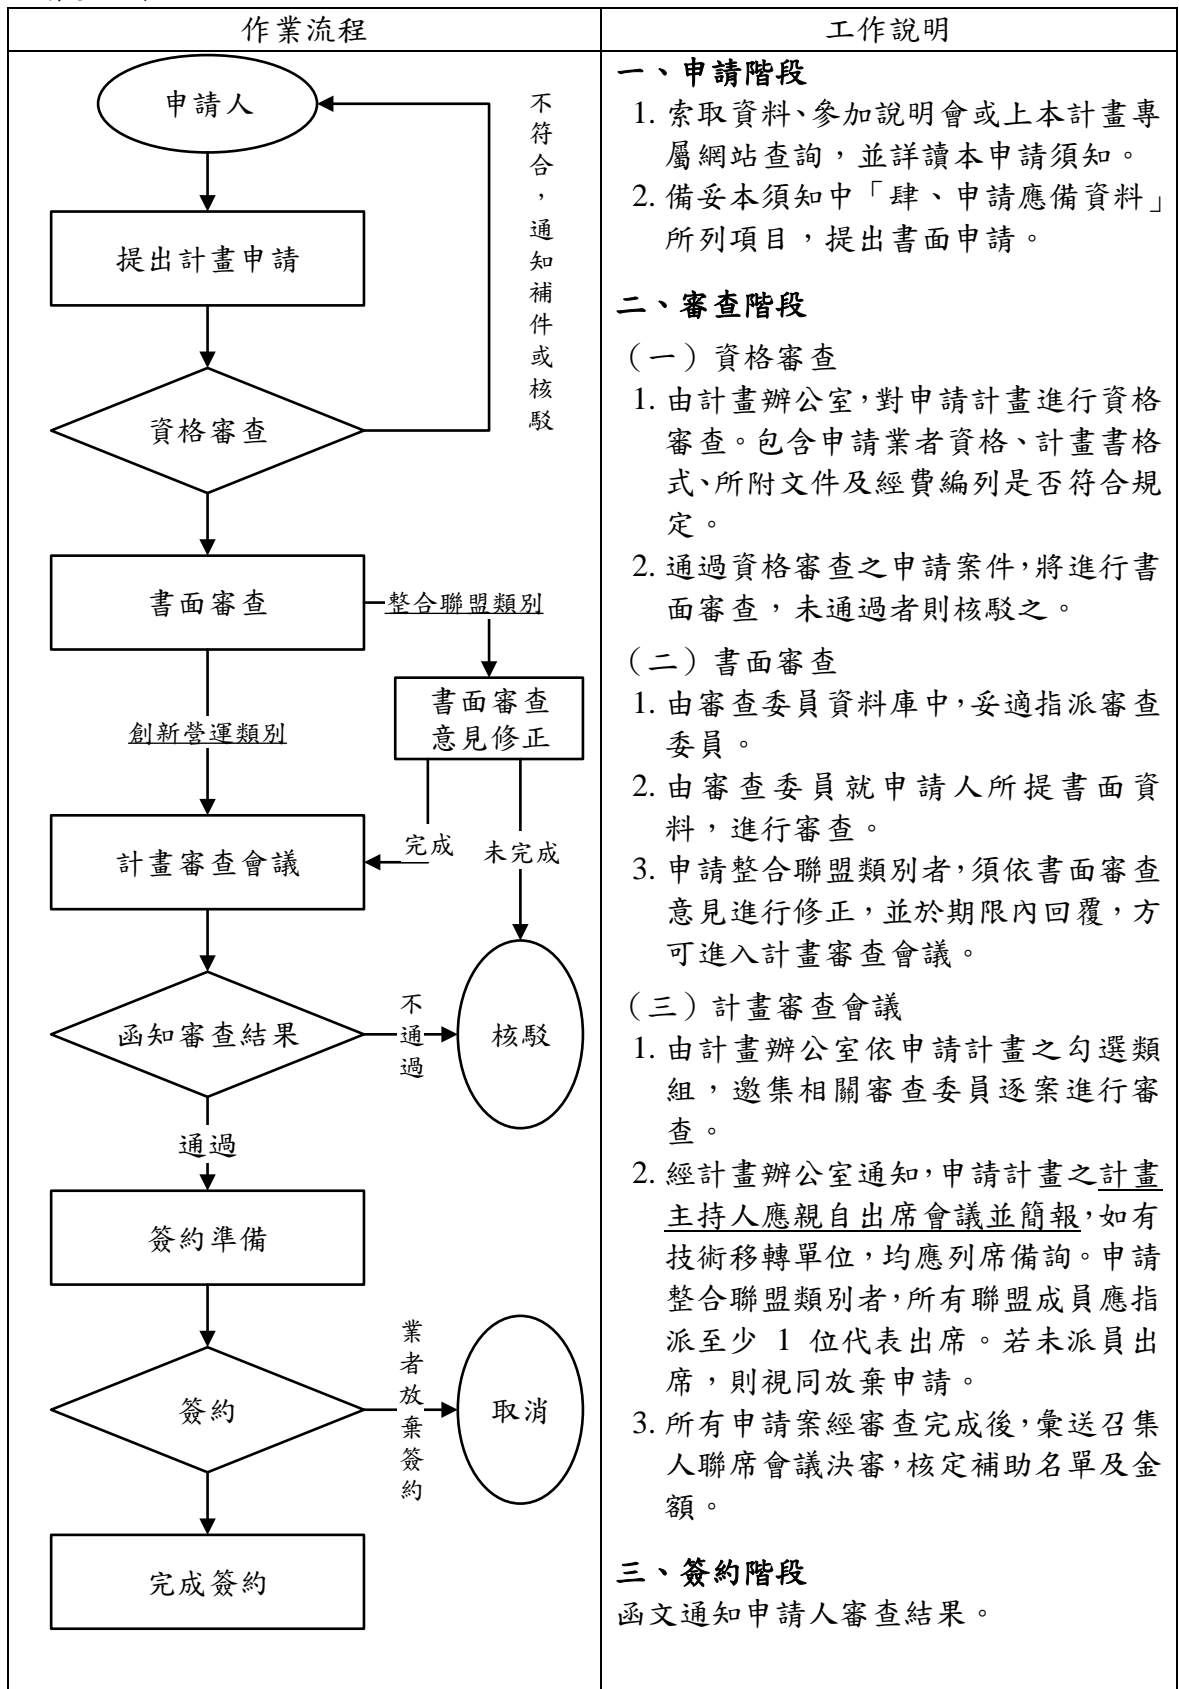 作業流程
工作說明
申請人
不符合，通知補件或核駁
提出計畫申請
資格審查
書面審查
整合聯盟類別
書面審查
意見修正
創新營運類別
完成
未完成
計畫審查會議
函知審查結果
不通過
核駁
通過
簽約準備
簽約
業者放棄簽約
取消
完成簽約
一、申請階段
1. 索取資料、參加說明會或上本計畫專
屬網站查詢，並詳讀本申請須知。
2. 備妥本須知中「肆、申請應備資料」
所列項目，提出書面申請。
二、審查階段
（一）資格審查
1. 由計畫辦公室，對申請計畫進行資格
審查。包含申請業者資格、計畫書格
式、所附文件及經費編列是否符合規
定。
2. 通過資格審查之申請案件，將進行書
面審查，未通過者則核駁之。
（二）書面審查
1. 由審查委員資料庫中，妥適指派審查
委員。
2. 由審查委員就申請人所提書面資
料，進行審查。
3. 申請整合聯盟類別者，須依書面審查
意見進行修正，並於期限內回覆，方
可進入計畫審查會議。
（三）計畫審查會議
1. 由計畫辦公室依申請計畫之勾選類
組，邀集相關審查委員逐案進行審
查。
2. 經計畫辦公室通知，申請計畫之計畫
主持人應親自出席會議並簡報，如有
技術移轉單位，均應列席備詢。申請
整合聯盟類別者，所有聯盟成員應指
派至少 1 位代表出席。若未派員出
席，則視同放棄申請。
3. 所有申請案經審查完成後，彙送召集
人聯席會議決審，核定補助名單及金
額。
三、簽約階段
函文通知申請人審查結果。